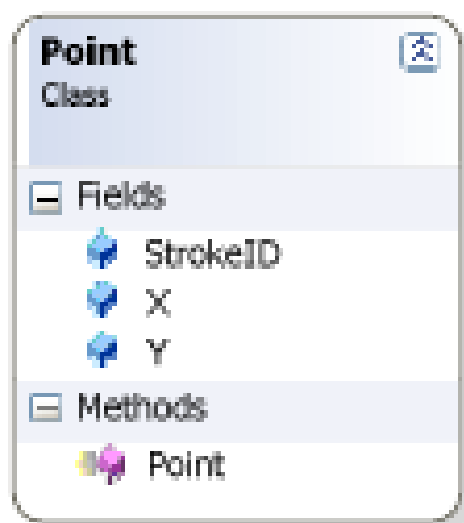 Point
Class
Fields
StrokeID
X
Y
Methods
Point